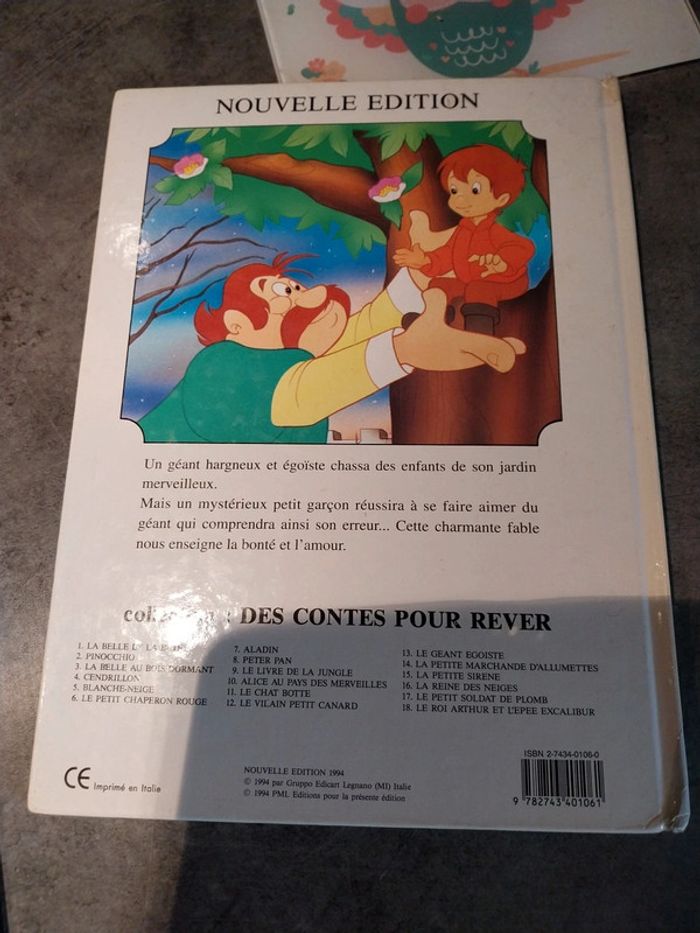 NOUVELLE EDITION
Un géant hargneux et égoïste chassa des enfants de son jardin
merveilleux.
Mais un mystérieux petit garçon réussira à se faire aimer du
géant qui comprendra ainsi son erreur... Cette charmante fable
nous enseigne la bonté et l'amour.
: DES CONTES POUR REVER
1. LA BELLE ET LA
2. PINOCCHIO
3. LA BELLE AU BOIS DORMANT
4. CENDRILLON
5. BLANCHE-NEIGE
6. LE PETIT CHAPERON ROUGE
7. ALADIN
8. PETER PAN
9. LE LIVRE DE LA JUNGLE
10. ALICE AU PAYS DES MERVEILLES
11. LE CHAT BOTTE
12. LE VILAIN PETIT CANARD
13. LE GEANT EGOISTE
14. LA PETITE MARCHANDE D'ALLUMETTES
15. LA PETITE SIRENE
16. LA REINE DES NEIGES
17. LE PETIT SOLDAT DE PLOMB
18. LE ROI ARTHUR ET L'EPEE EXCALIBUR
CE Imprimé en Italie
NOUVELLE EDITION 1994
© 1994 par Gruppo Edicart Legnano (MI) Italie
© 1994 PML Editions pour la présente édition
ISBN 2-7434-0106-0
9 782743 401061